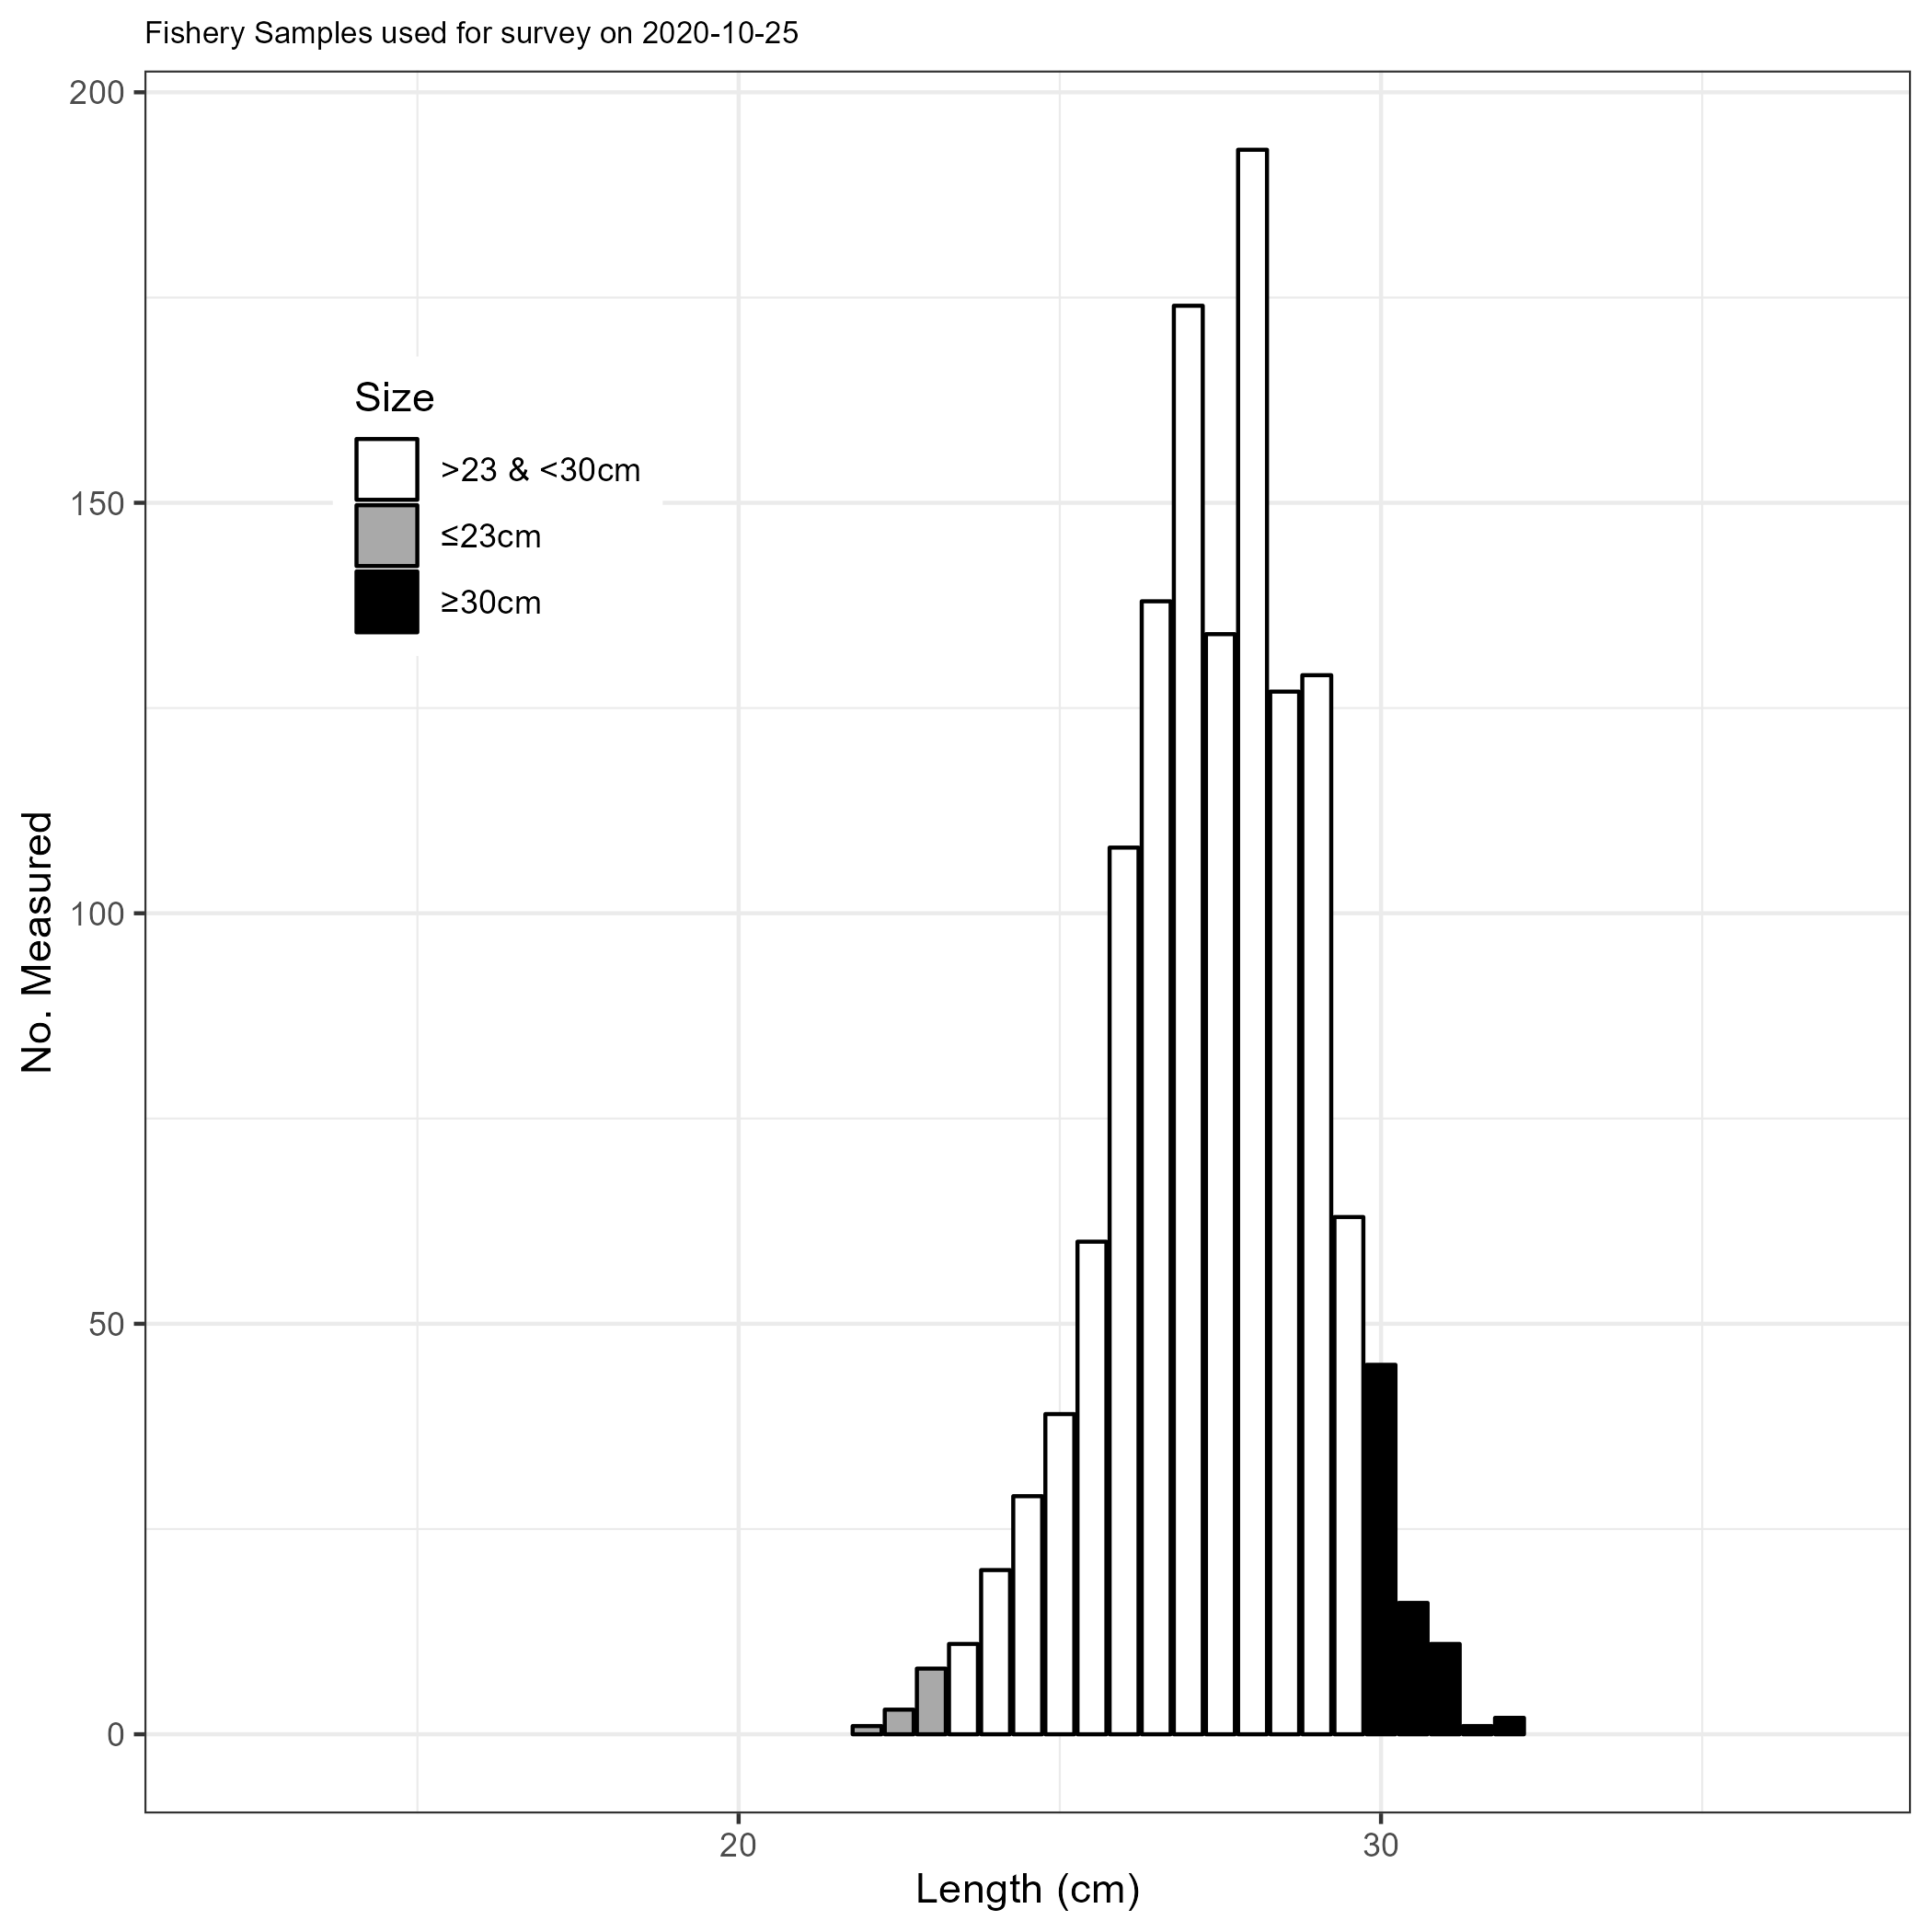 Fishery Samples used for survey on 2020-10-25
200
150
100
50
0
No. Measured
Size
>23 & <30cm
≤23cm
≥30cm
20
30
Length (cm)